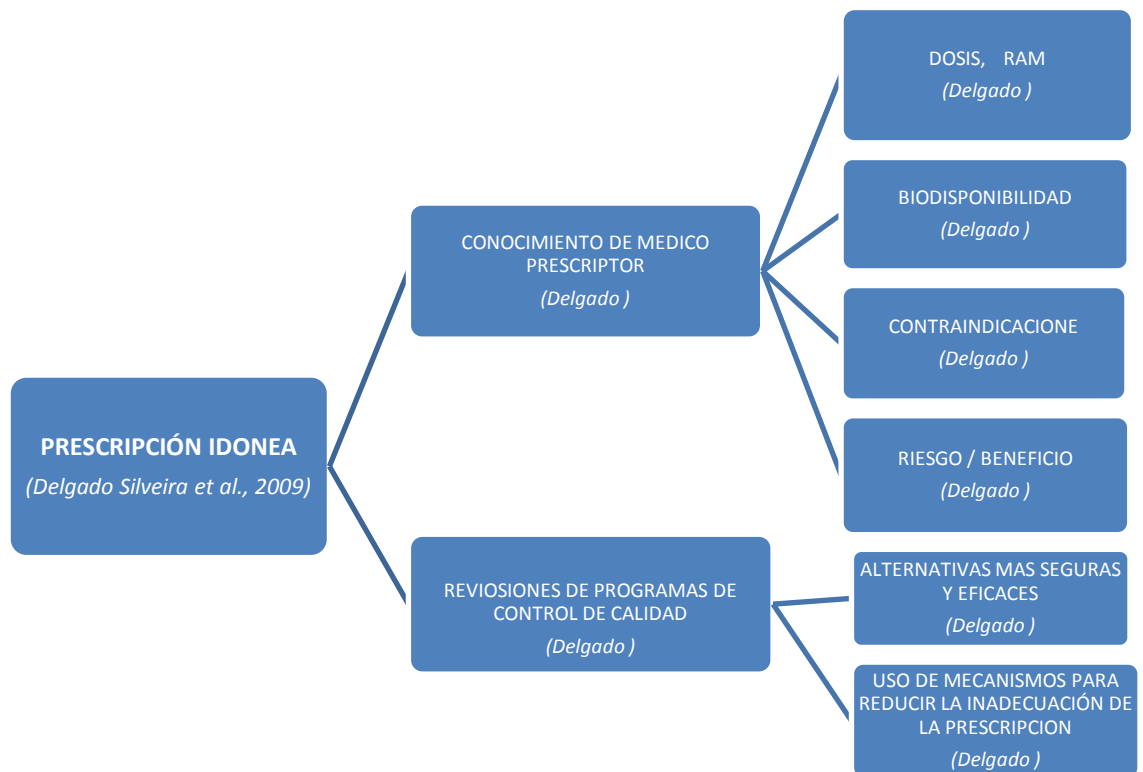 PRESCRIPCIÓN IDONEA
(Delgado Silveira et al., 2009)
CONOCIMIENTO DE MEDICO
PRESCRIPTOR
(Delgado )
DOSIS, RAM
(Delgado )
BIODISPONIBILIDAD
(Delgado )
CONTRAINDICACIONE
(Delgado )
RIESGO / BENEFICIO
(Delgado )
REVIOSIONES DE PROGRAMAS DE
CONTROL DE CALIDAD
(Delgado )
ALTERNATIVAS MAS SEGURAS
Y EFICACES
(Delgado )
USO DE MECANISMOS PARA
REDUCIR LA INADECUACIÓN DE
LA PRESCRIPCION
(Delgado )